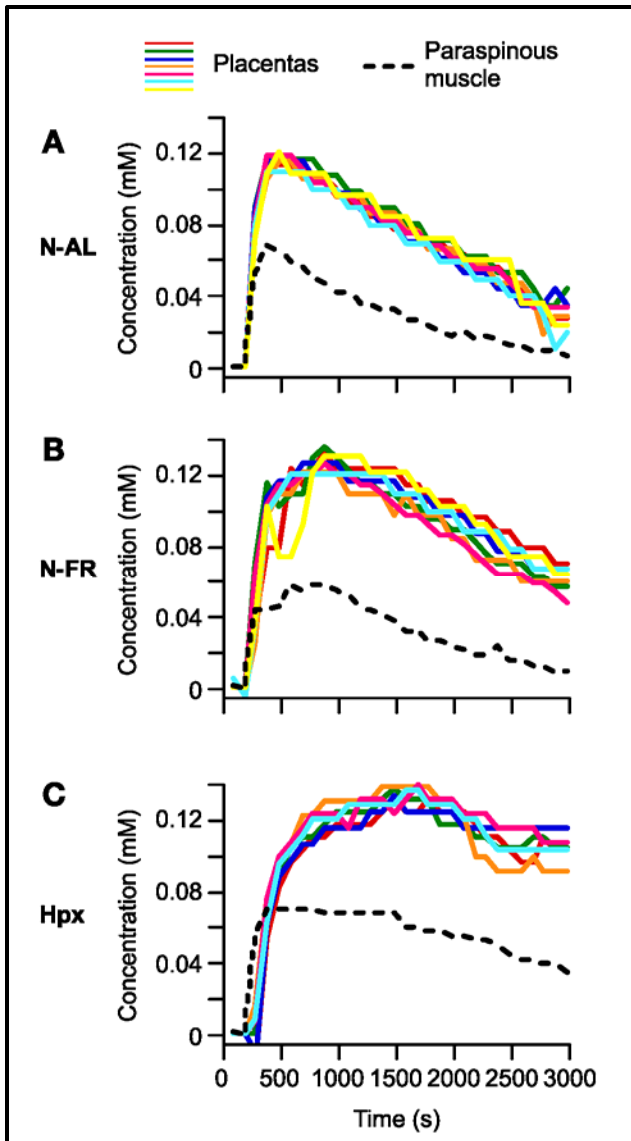 Placentas
Paraspinous
muscle
A
N-AL
Concentration (mM)
0.12
0.08
0.04
0
B
N-FR
Concentration (mM)
0.12
0.08
0.04
0
C
Hpx
Concentration (mM)
0.12
0.08
0.04
0
0 500 1000 1500 2000 2500 3000
Time (s)